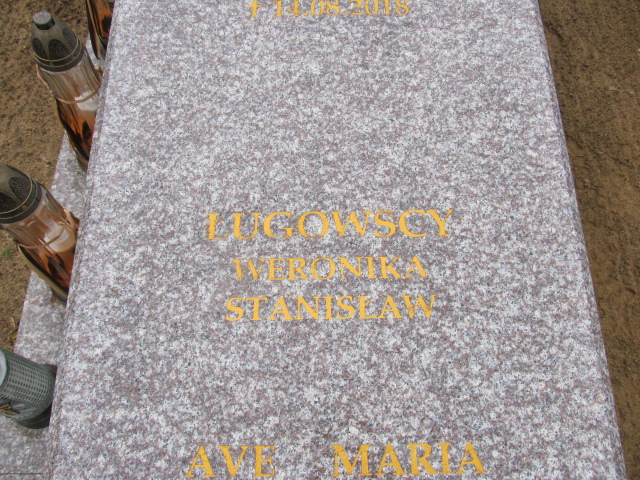 ✝ 14.08.2018
ŁUGOWSCY
WERONIKA
STANISŁAW
AVE MARIA